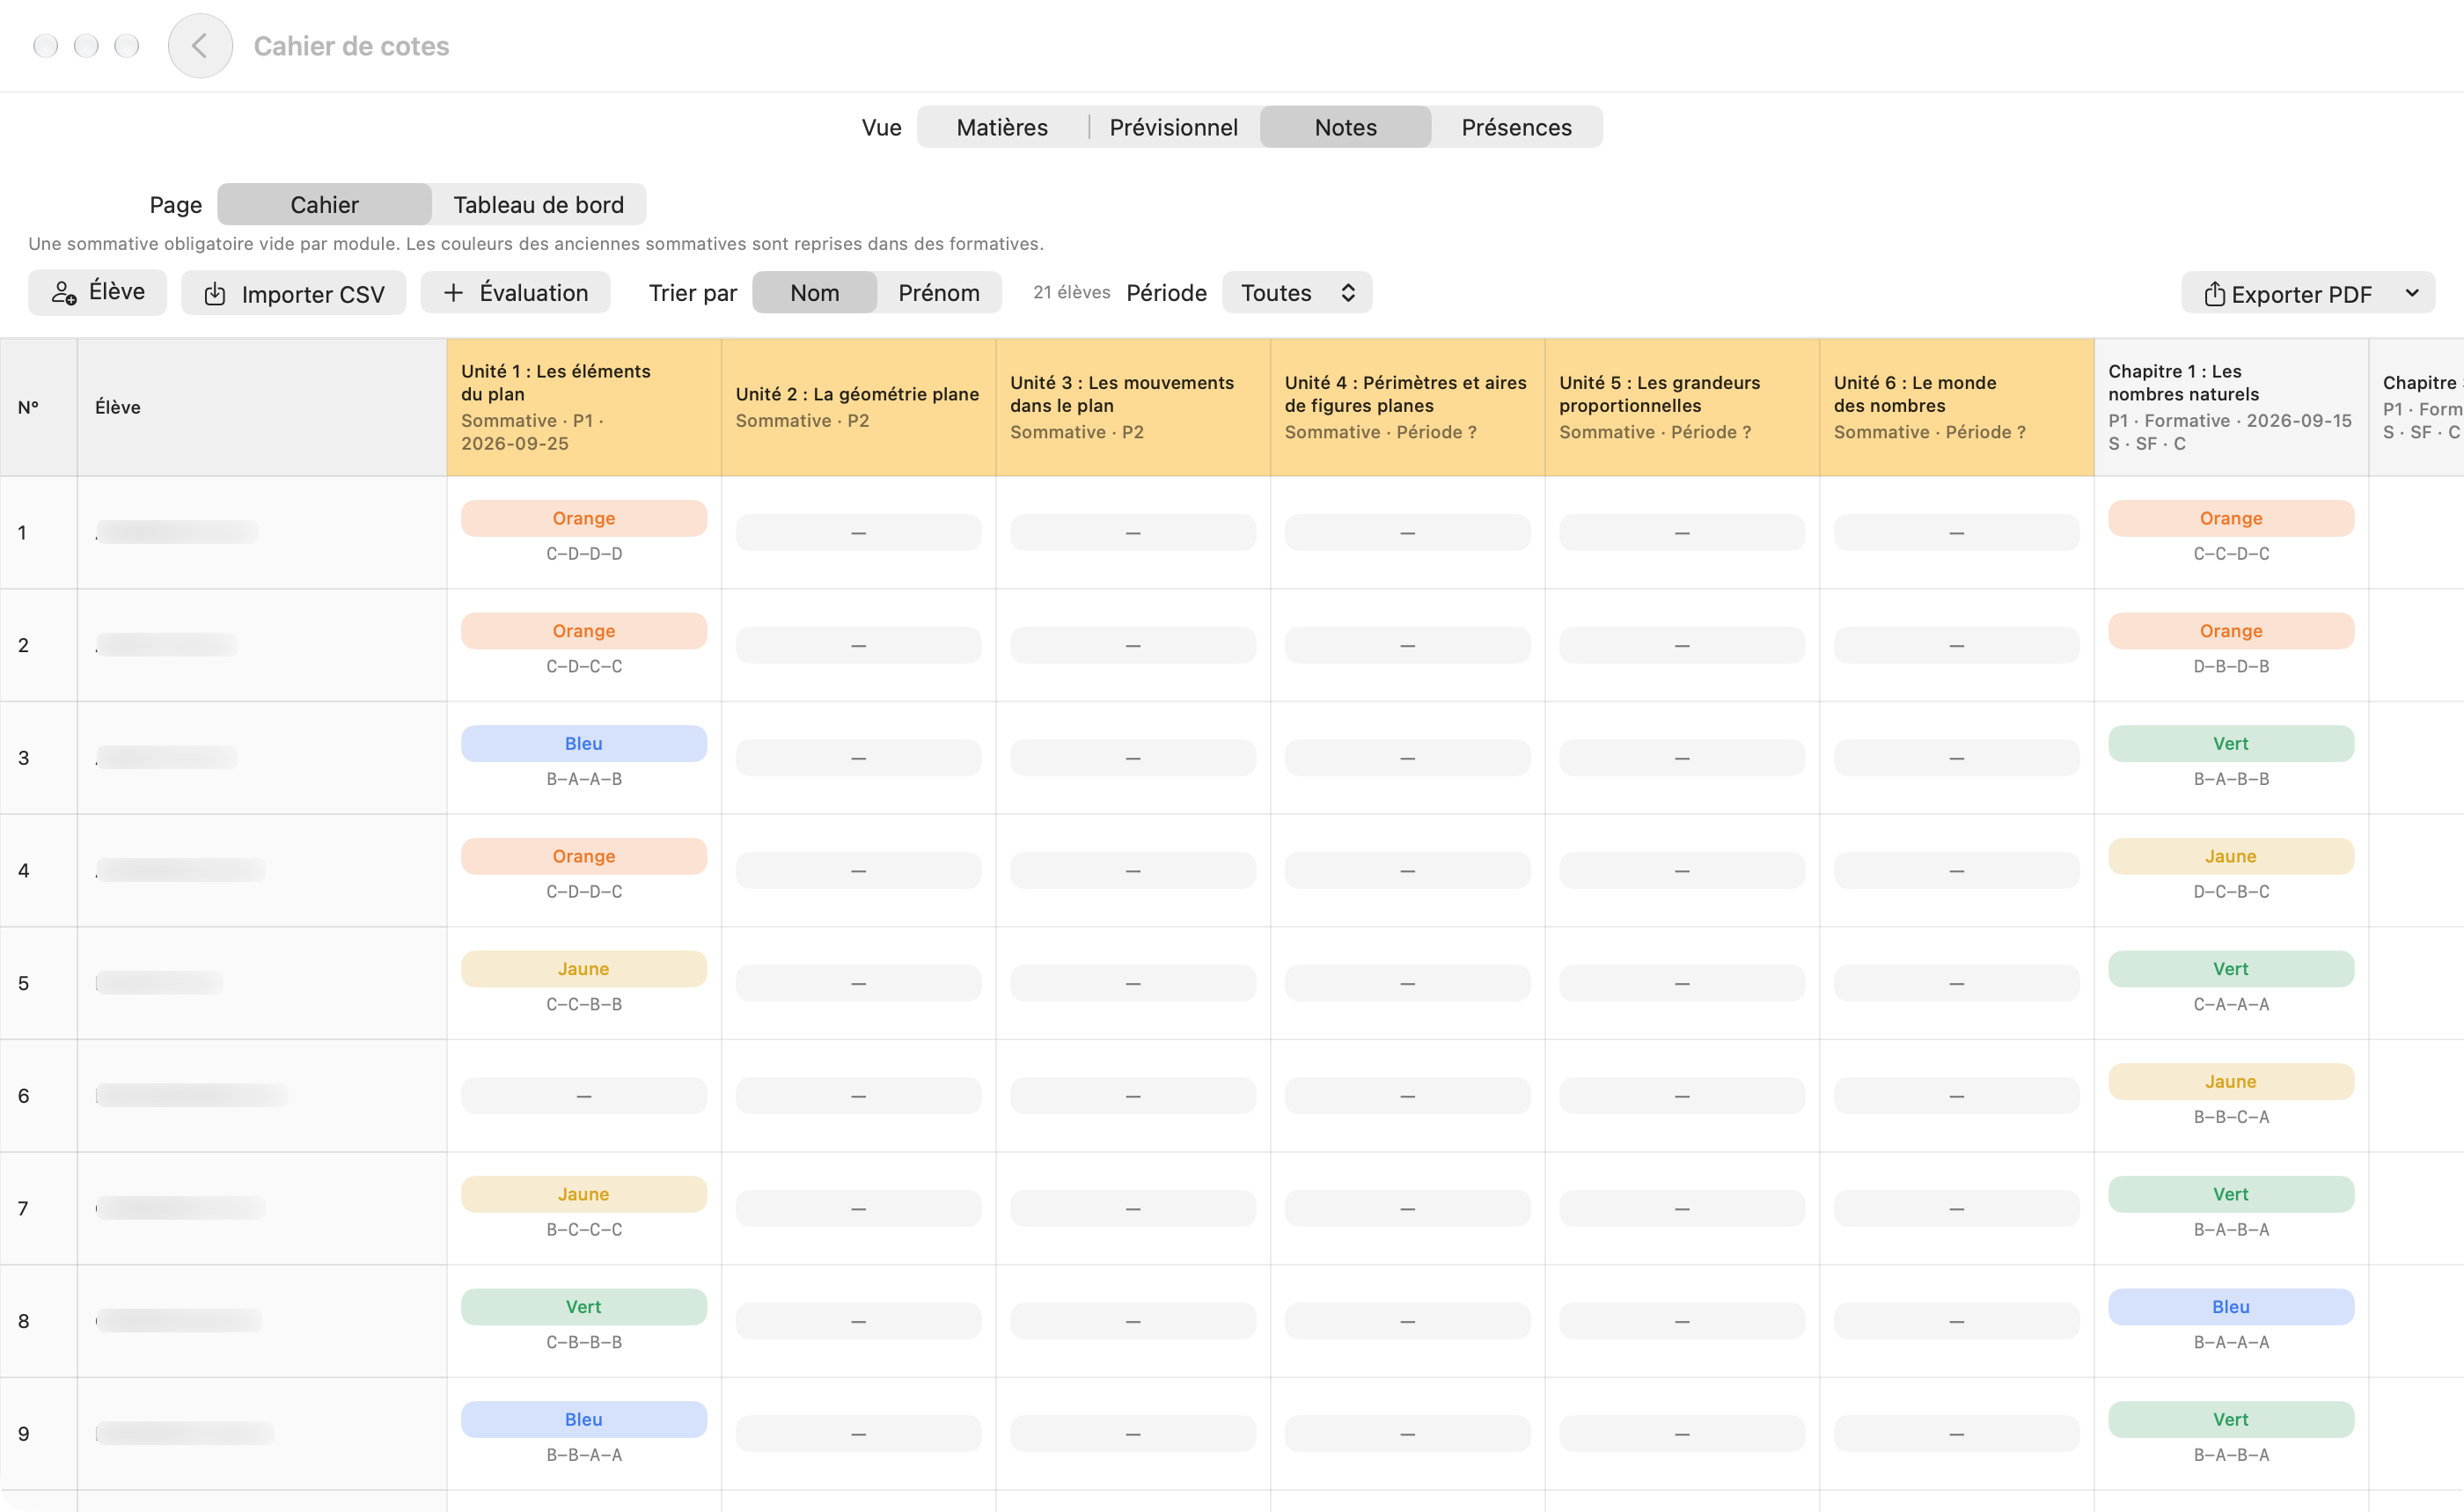 Cahier de cotes
Vue Matières Prévisionnel Notes Présences
Page Cahier Tableau de bord
Une sommative obligatoire vide par module. Les couleurs des anciennes sommatives sont reprises dans des formatives.
Élève Importer CSV + Évaluation Trier par Nom Prénom 21 élèves Période Toutes Exporter PDF
N°
Élève
Unité 1 : Les éléments
du plan
Sommative · P1 ·
2026-09-25
Unité 2 : La géométrie plane
Sommative · P2
Unité 3 : Les mouvements
dans le plan
Sommative · P2
Unité 4 : Périmètres et aires
de figures planes
Sommative · Période ?
Unité 5 : Les grandeurs
proportionnelles
Sommative · Période ?
Unité 6 : Le monde
des nombres
Sommative · Période ?
Chapitre 1 : Les
nombres naturels
P1 · Formative · 2026-09-15
S · SF · C
Chapitre
P1 · Form
S · SF · C
1 Orange — — — — — Orange
C–D–D–D C–C–D–C
2 Orange — — — — — Orange
C–D–C–C D–B–D–B
3 Bleu — — — — — Vert
B–A–A–B B–A–B–B
4 Orange — — — — — Jaune
C–D–D–C D–C–B–C
5 Jaune — — — — — Vert
C–C–B–B C–A–A–A
6 — — — — — — Jaune
B–B–C–A
7 Jaune — — — — — Vert
B–C–C–C B–A–B–A
8 Vert — — — — — Bleu
C–B–B–B B–A–A–A
9 Bleu — — — — — Vert
B–B–A–A B–A–B–A